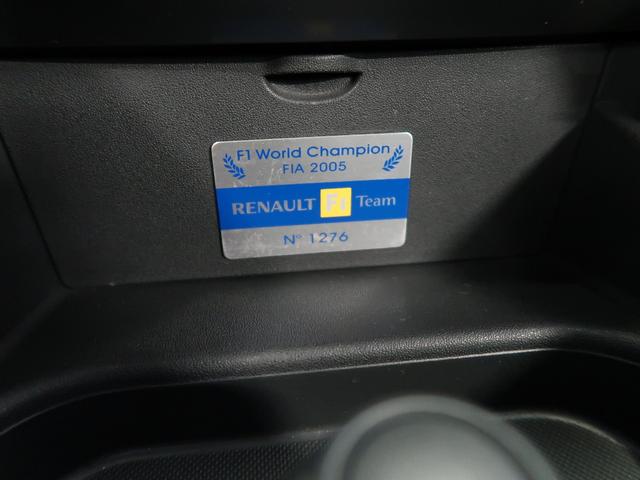 F1 World Champion
FIA 2005
RENAULT F1 Team
N° 1276